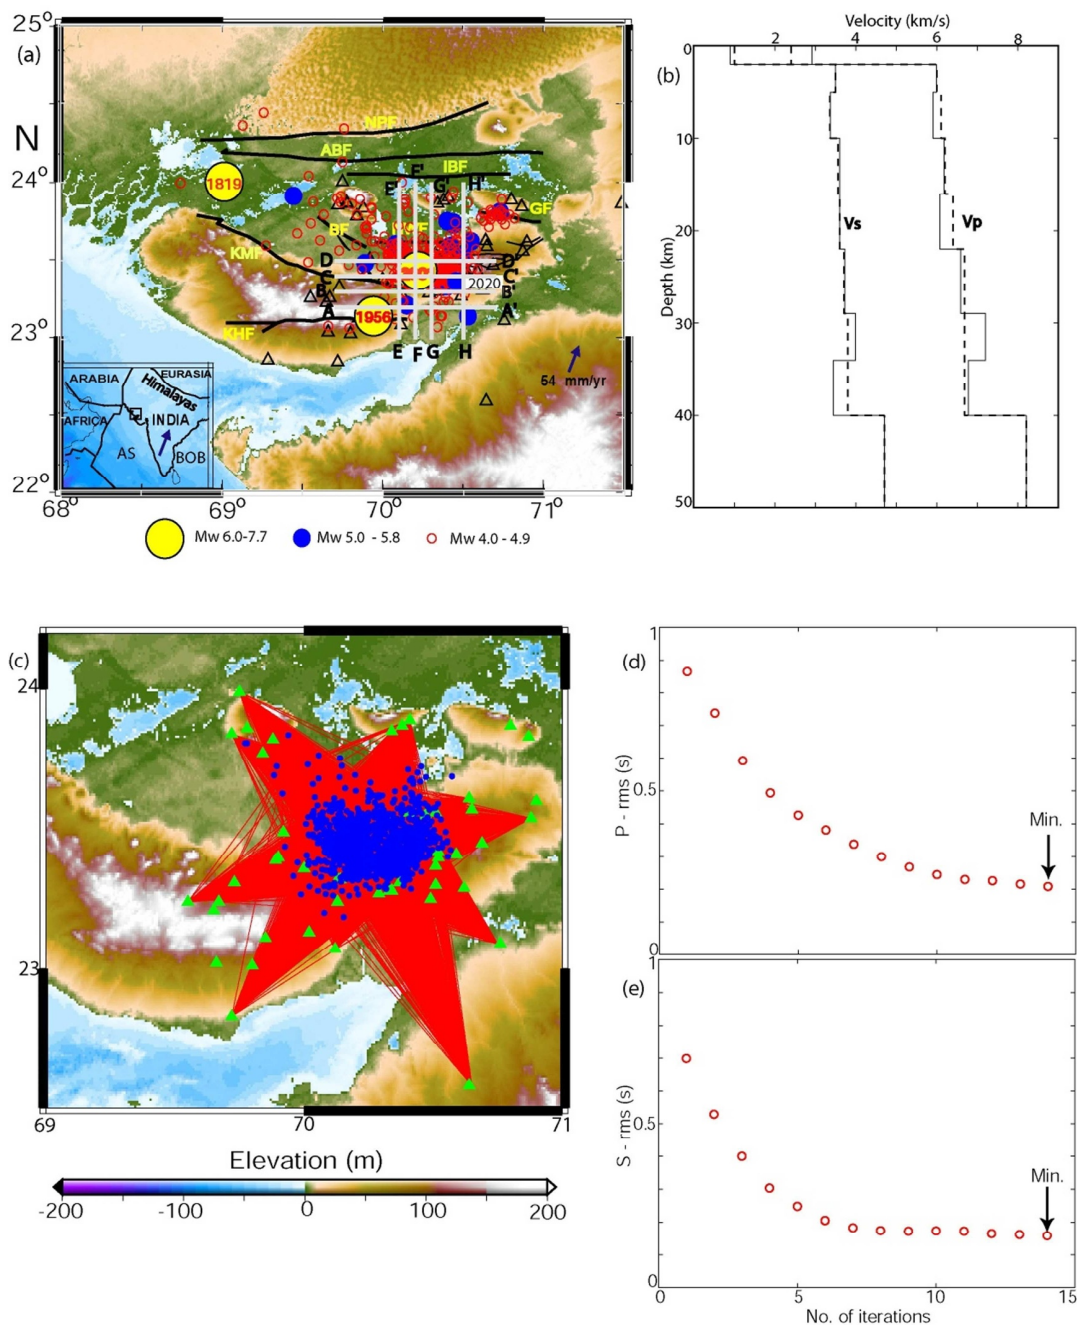 (a)
25°
24°
23°
22°
68°
69°
70°
71°
N
NPF
ABF
IBF
1819
E'
F'
G'
H'
GF
BF
KMF
D
D'
C
C'
2020
B
B'
A
A'
1956
KHF
E
F
G
H
54 mm/yr
ARABIA
EURASIA
Himalayas
AFRICA
INDIA
AS
BOB
Mw 6.0-7.7
Mw 5.0 - 5.8
Mw 4.0 - 4.9
Velocity (km/s)
2
4
6
8
(b)
0
10
20
30
40
50
Depth (km)
Vs
Vp
(c)
24
23
69
70
71
Elevation (m)
-200
-100
0
100
200
(d)
1
0.5
0
P - rms (s)
Min.
(e)
1
0.5
0
S - rms (s)
Min.
0
5
10
15
No. of iterations